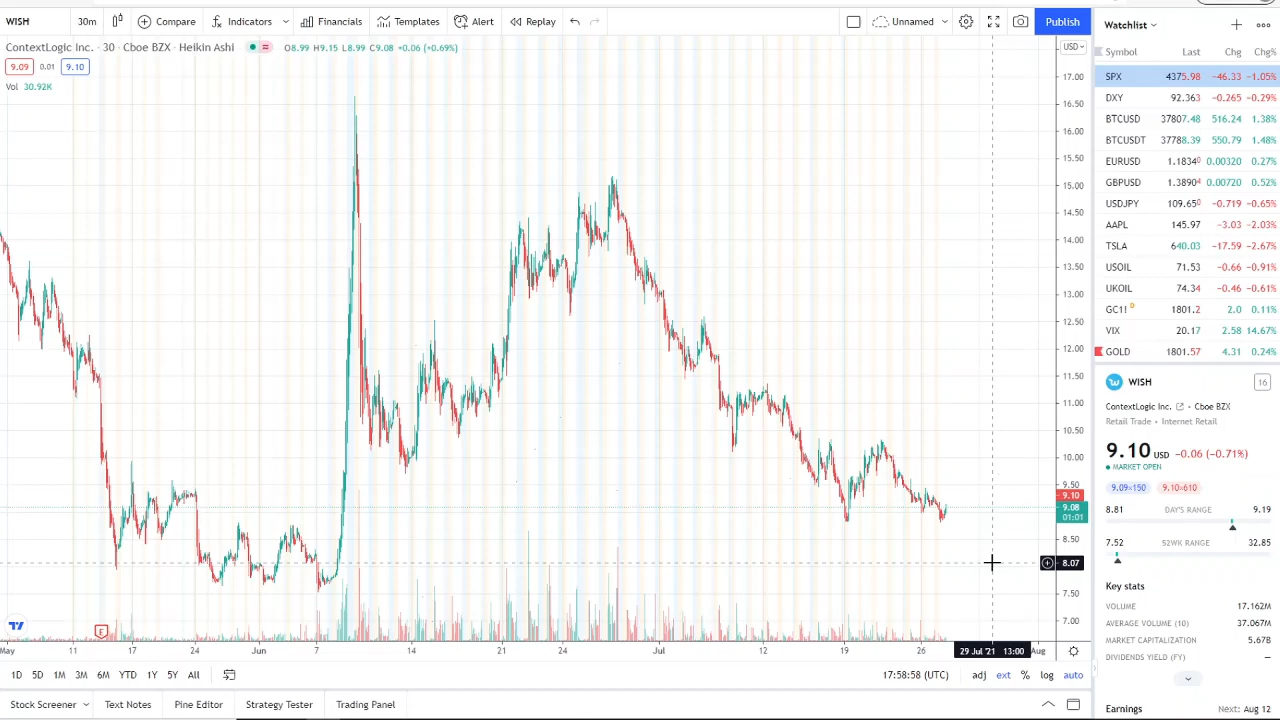 WISH 30m Compare Indicators Financials Templates Alert Replay Unnamed Publish
ContextLogic Inc. · 30 · Cboe BZX · Heikin Ashi O8.99 H9.15 L8.99 C9.08 +0.06 (+0.69%)
9.09 0.01 9.10
Vol 30.92K
USD
17.00
16.50
16.00
15.50
15.00
14.50
14.00
13.50
13.00
12.50
12.00
11.50
11.00
10.50
10.00
9.50
9.10
9.08
01:01
8.50
8.07
7.50
7.00
E
May 11 17 24 Jun 7 14 21 24 Jul 12 19 26 29 Jul '21 13:00 Aug
1D 5D 1M 3M 6M YTD 1Y 5Y All 17:58:58 (UTC) adj ext % log auto
Stock Screener Text Notes Pine Editor Strategy Tester Trading Panel
Watchlist
Symbol Last Chg Chg%
SPX 4375.98 −46.33 −1.05%
DXY 92.363 −0.265 −0.29%
BTCUSD 37807.48 516.24 1.38%
BTCUSDT 37788.39 550.79 1.48%
EURUSD 1.18340 0.00320 0.27%
GBPUSD 1.38904 0.00720 0.52%
USDJPY 109.650 −0.719 −0.65%
AAPL 145.97 −3.03 −2.03%
TSLA 640.03 −17.59 −2.67%
USOIL 71.53 −0.66 −0.91%
UKOIL 74.34 −0.46 −0.61%
GC1! D 1801.2 2.0 0.11%
VIX 20.17 2.58 14.67%
GOLD 1801.57 4.31 0.24%
WISH 16
ContextLogic Inc. • Cboe BZX
Retail Trade • Internet Retail
9.10 USD −0.06 (−0.71%)
MARKET OPEN
9.09×150 9.10×610
8.81 DAY'S RANGE 9.19
7.52 52WK RANGE 32.85
Key stats
VOLUME 17.162M
AVERAGE VOLUME (10) 37.067M
MARKET CAPITALIZATION 5.67B
DIVIDENDS YIELD (FY) —
Earnings Next: Aug 12